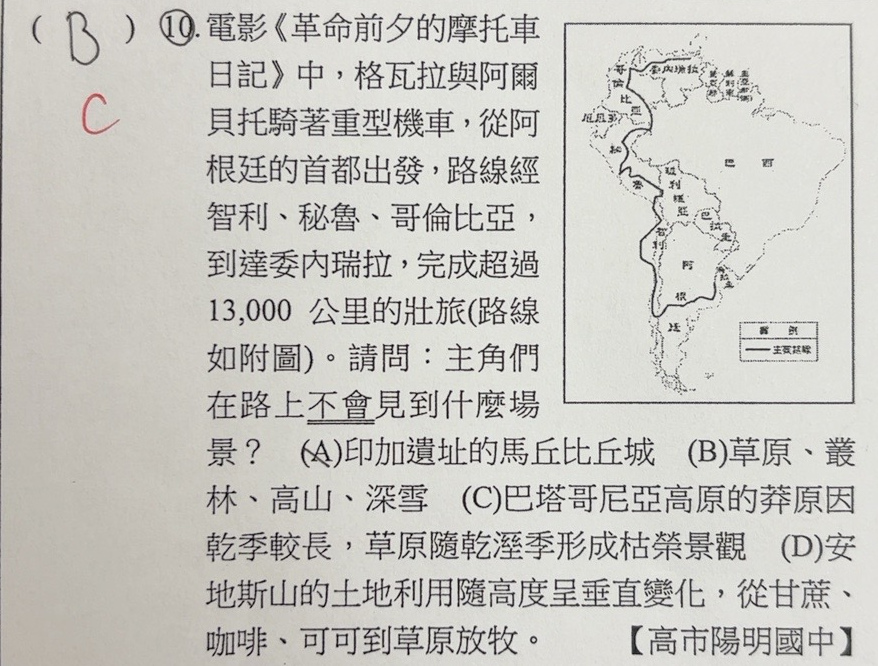 ( B ) 10.電影《革命前夕的摩托車
日記》中，格瓦拉與阿爾
C
貝托騎著重型機車，從阿
根廷的首都出發，路線經
智利、秘魯、哥倫比亞，
到達委內瑞拉，完成超過
13,000 公里的壯旅(路線
如附圖)。請問：主角們
在路上不會見到什麼場
景？ (A)印加遺址的馬丘比丘城 (B)草原、叢
林、高山、深雪 (C)巴塔哥尼亞高原的莽原因
乾季較長，草原隨乾溼季形成枯榮景觀 (D)安
地斯山的土地利用隨高度呈垂直變化，從甘蔗、
咖啡、可可到草原放牧。 【高市陽明國中】
哥倫比亞
委內瑞拉
厄瓜多
秘魯
巴西
玻利維亞
巴拉圭
智利
阿根廷
烏拉圭
圖例
主要路線